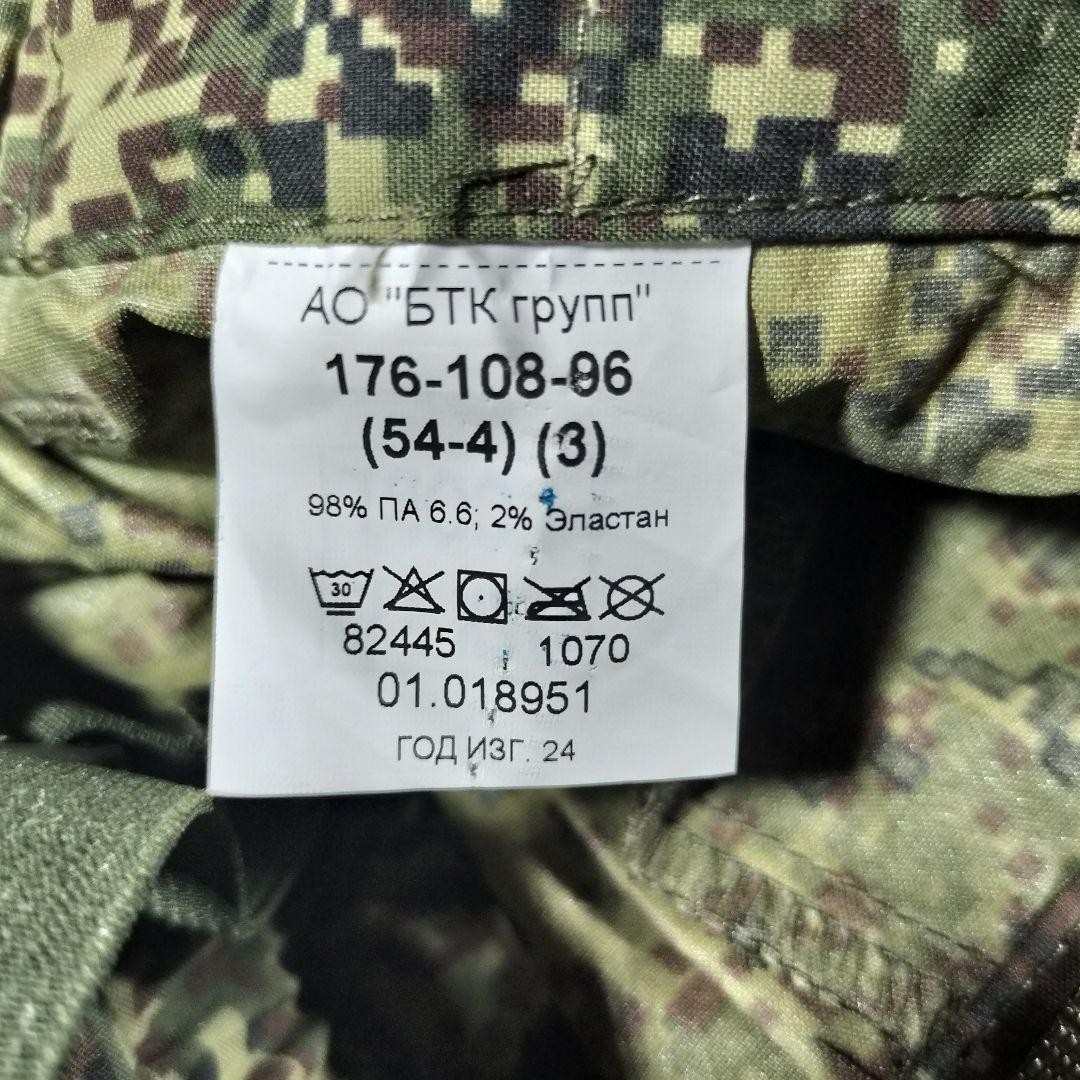 АО "БТК групп"
176-108-96
(54-4) (3)
98% ПА 6.6; 2% Эластан
30
82445 1070
01.018951
ГОД ИЗГ. 24